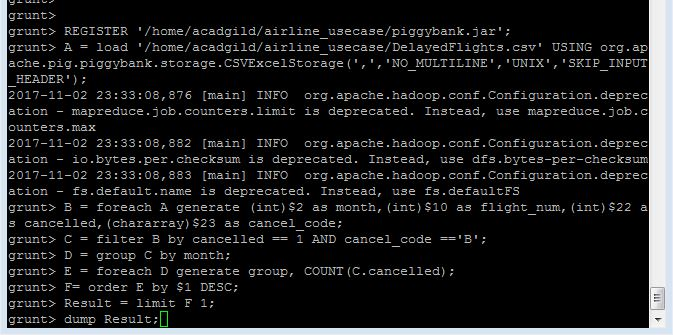 grunt>
grunt>
grunt> REGISTER '/home/acadgild/airline_usecase/piggybank.jar';
grunt> A = load '/home/acadgild/airline_usecase/DelayedFlights.csv' USING org.ap
ache.pig.piggybank.storage.CSVExcelStorage(',','NO_MULTILINE','UNIX','SKIP_INPUT
_HEADER');
2017-11-02 23:33:08,876 [main] INFO  org.apache.hadoop.conf.Configuration.deprec
ation - mapreduce.job.counters.limit is deprecated. Instead, use mapreduce.job.c
ounters.max
2017-11-02 23:33:08,882 [main] INFO  org.apache.hadoop.conf.Configuration.deprec
ation - io.bytes.per.checksum is deprecated. Instead, use dfs.bytes-per-checksum
2017-11-02 23:33:08,883 [main] INFO  org.apache.hadoop.conf.Configuration.deprec
ation - fs.default.name is deprecated. Instead, use fs.defaultFS
grunt> B = foreach A generate (int)$2 as month,(int)$10 as flight_num,(int)$22 a
s cancelled,(chararray)$23 as cancel_code;
grunt> C = filter B by cancelled == 1 AND cancel_code =='B';
grunt> D = group C by month;
grunt> E = foreach D generate group, COUNT(C.cancelled);
grunt> F= order E by $1 DESC;
grunt> Result = limit F 1;
grunt> dump Result;